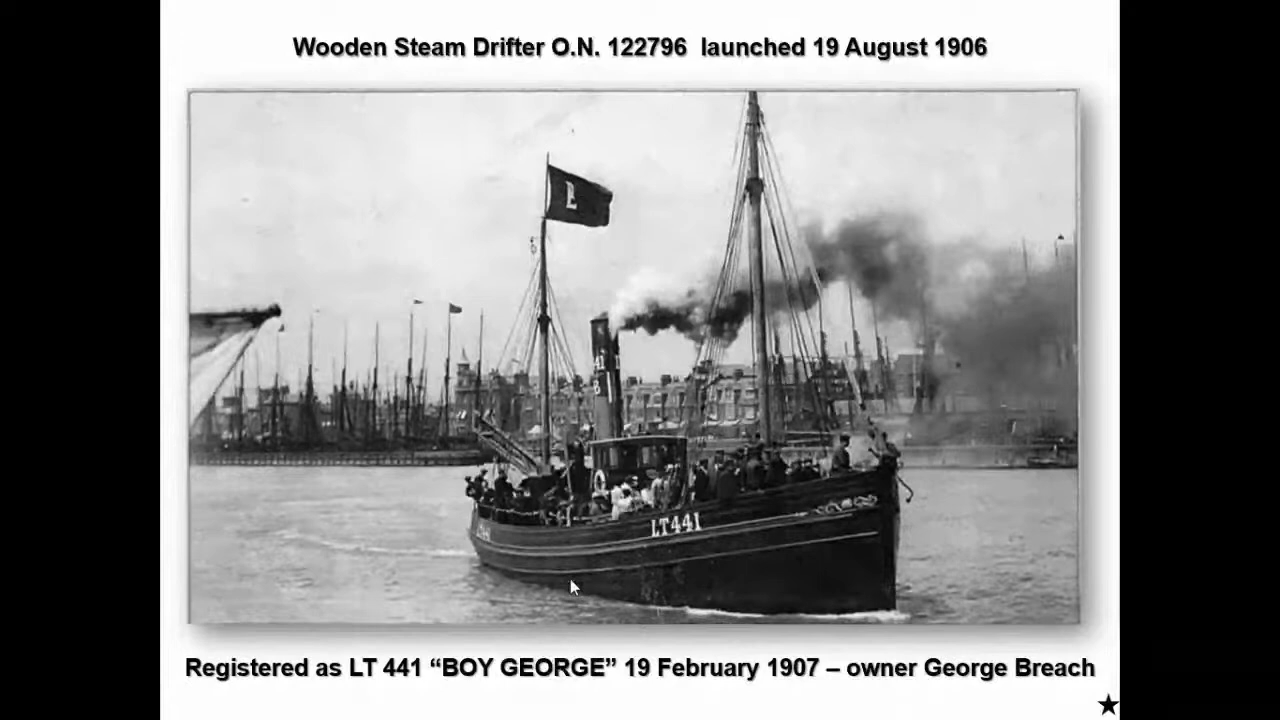 Wooden Steam Drifter O.N. 122796 launched 19 August 1906
LT441
Registered as LT 441 “BOY GEORGE” 19 February 1907 – owner George Breach